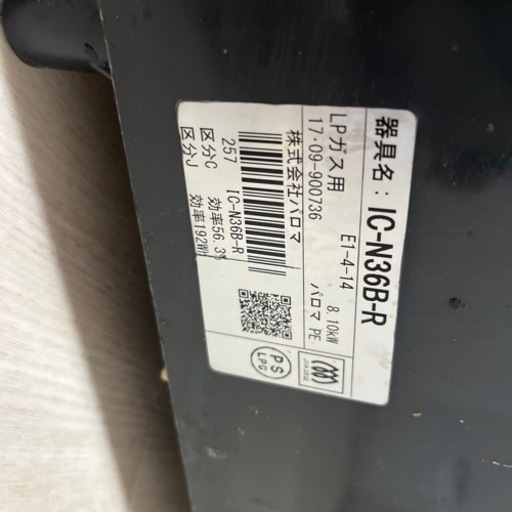 器具名：IC-N36B-R
E1-4-14
LPガス用 8.10kW
17・09-900736 パロマ PE
株式会社パロマ
JIA
257 IC-N36B-R
区分C 効率56.3%
区分J 効率192Wh
PS
LPG